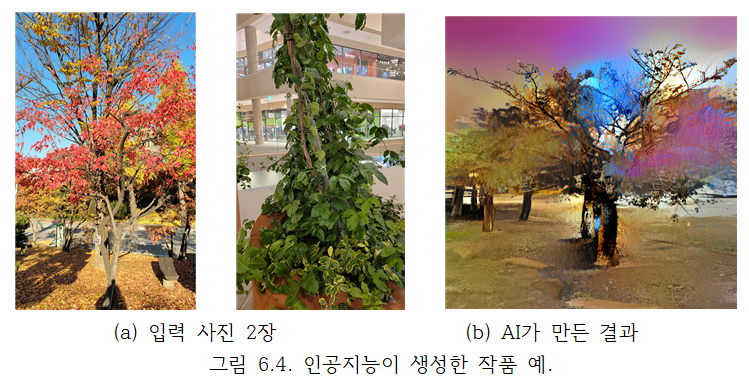 (a) 입력 사진 2장
(b) AI가 만든 결과
그림 6.4. 인공지능이 생성한 작품 예.